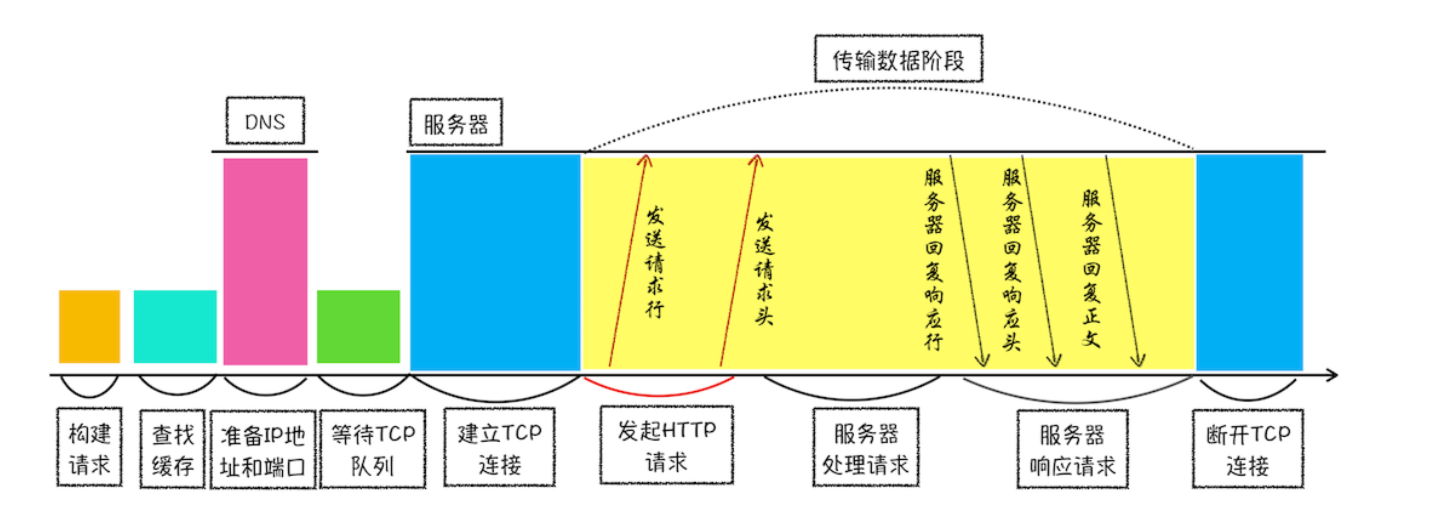 传输数据阶段
DNS
服务器
发送请求行
发送请求头
服务器回复响应行
服务器回复响应头
服务器回复正文
构建
请求
查找
缓存
准备IP地
址和端口
等待TCP
队列
建立TCP
连接
发起HTTP
请求
服务器
处理请求
服务器
响应请求
断开TCP
连接